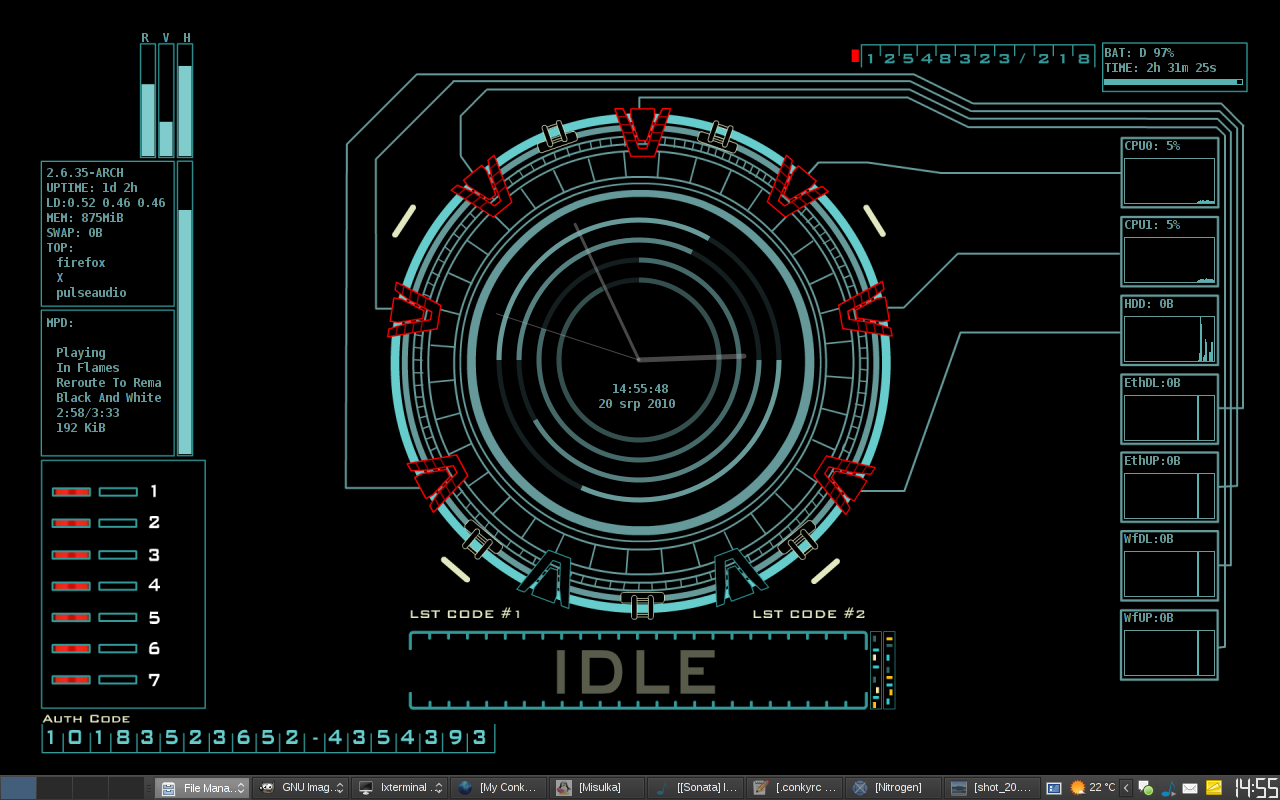 R V H
1 2 5 4 8 3 2 3 / 2 1 8
BAT: D 97%
TIME: 2h 31m 25s
2.6.35-ARCH
UPTIME: 1d 2h
LD:0.52 0.46 0.46
MEM: 875MiB
SWAP: 0B
TOP:
firefox
X
pulseaudio
MPD:
Playing
In Flames
Reroute To Rema
Black And White
2:58/3:33
192 KiB
1
2
3
4
5
6
7
AUTH CODE
1 0 1 8 3 5 2 3 6 5 2 - 4 3 5 4 3 9 3
14:55:48
20 srp 2010
LST CODE #1
LST CODE #2
IDLE
CPU0: 5%
CPU1: 5%
HDD: 0B
EthDL:0B
EthUP:0B
WfDL:0B
WfUP:0B
File Mana..
GNU Imag..
lxterminal
[My Conk...
[Misulka]
[[Sonata] I...
[.conkyrc ...
[Nitrogen]
[shot_20....
22 °C
14:55